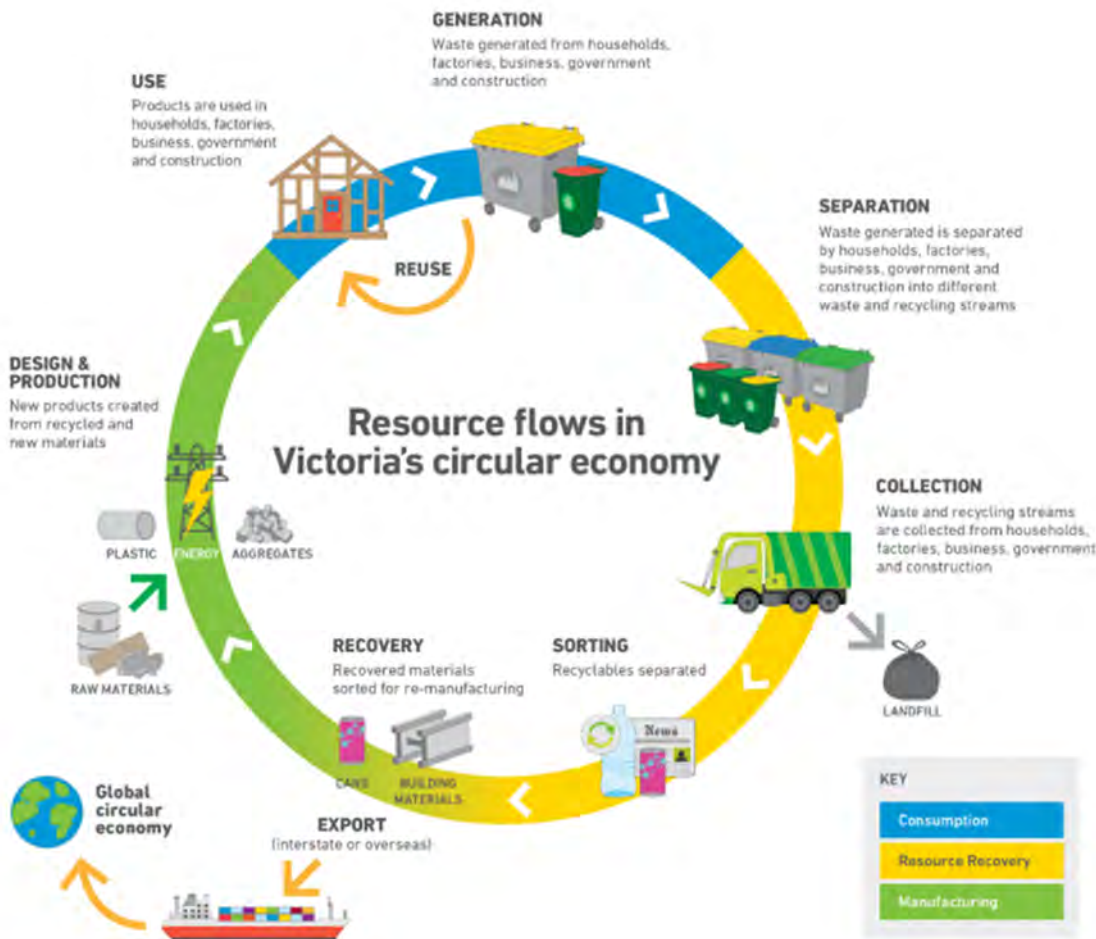 GENERATION
Waste generated from households,
factories, business, government
and construction
USE
Products are used in
households, factories,
business, government
and construction
SEPARATION
Waste generated is separated
by households, factories,
business, government and
construction into different
waste and recycling streams
REUSE
DESIGN &
PRODUCTION
New products created
from recycled and
new materials
Resource flows in
Victoria's circular economy
COLLECTION
Waste and recycling streams
are collected from households,
factories, business, government
and construction
PLASTIC
ENERGY
AGGREGATES
RAW MATERIALS
RECOVERY
Recovered materials
sorted for re-manufacturing
SORTING
Recyclables separated
LANDFILL
News
CANS
BUILDING
MATERIALS
Global
circular
economy
EXPORT
(interstate or overseas)
KEY
Consumption
Resource Recovery
Manufacturing